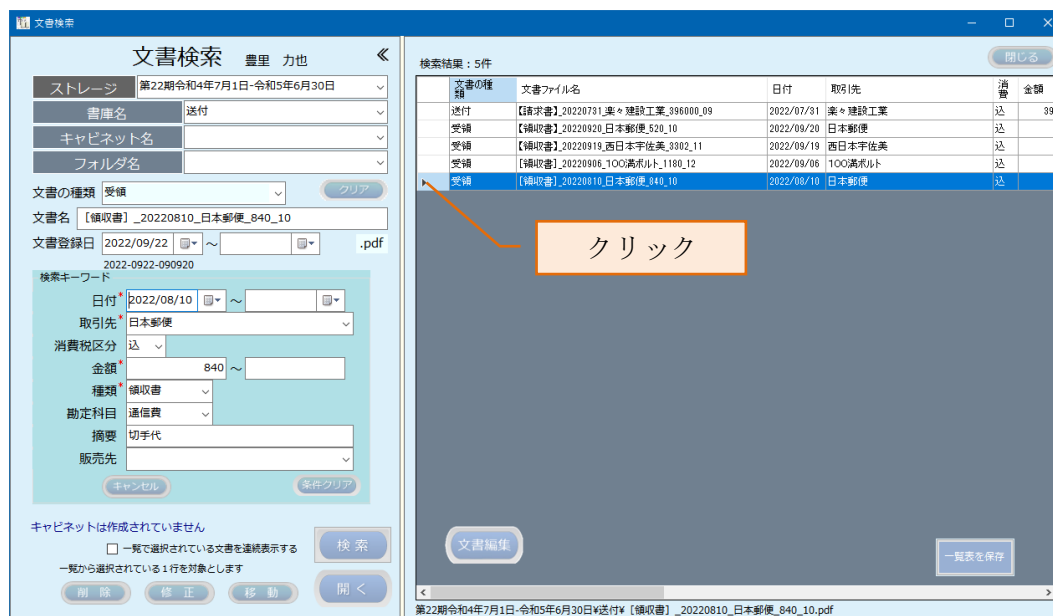 文書検索
文書検索 豊里 力也 «
ストレージ 第22期令和4年7月1日-令和5年6月30日
書庫名 送付
キャビネット名
フォルダ名
文書の種類 受領 クリア
文書名 [領収書] _20220810_日本郵便_840_10
文書登録日 2022/09/22 ～ .pdf
2022-0922-090920
検索キーワード
日付* 2022/08/10 ～
取引先* 日本郵便
消費税区分 込
金額* 840 ～
種類* 領収書
勘定科目 通信費
摘要 切手代
販売先
キャンセル 条件クリア
キャビネットは作成されていません
一覧で選択されている文書を連続表示する
一覧から選択されている1行を対象とします
検 索
削 除 修 正 移 動 開 く
検索結果：5件 閉じる
文書の種類 文書ファイル名 日付 取引先 消費 金額
送付 【請求書】_20220731_楽々建設工業_396000_09 2022/07/31 楽々建設工業 込 39
受領 【領収書】_20220920_日本郵便_520_10 2022/09/20 日本郵便 込
受領 【領収書】_20220919_西日本宇佐美_3302_11 2022/09/19 西日本宇佐美 込
受領 [領収書]_20220906_100満ボルト_1180_12 2022/09/06 100満ボルト 込
受領 [領収書]_20220810_日本郵便_840_10 2022/08/10 日本郵便 込
クリック
文書編集
一覧表を保存
第22期令和4年7月1日-令和5年6月30日¥送付¥ [領収書] _20220810_日本郵便_840_10.pdf